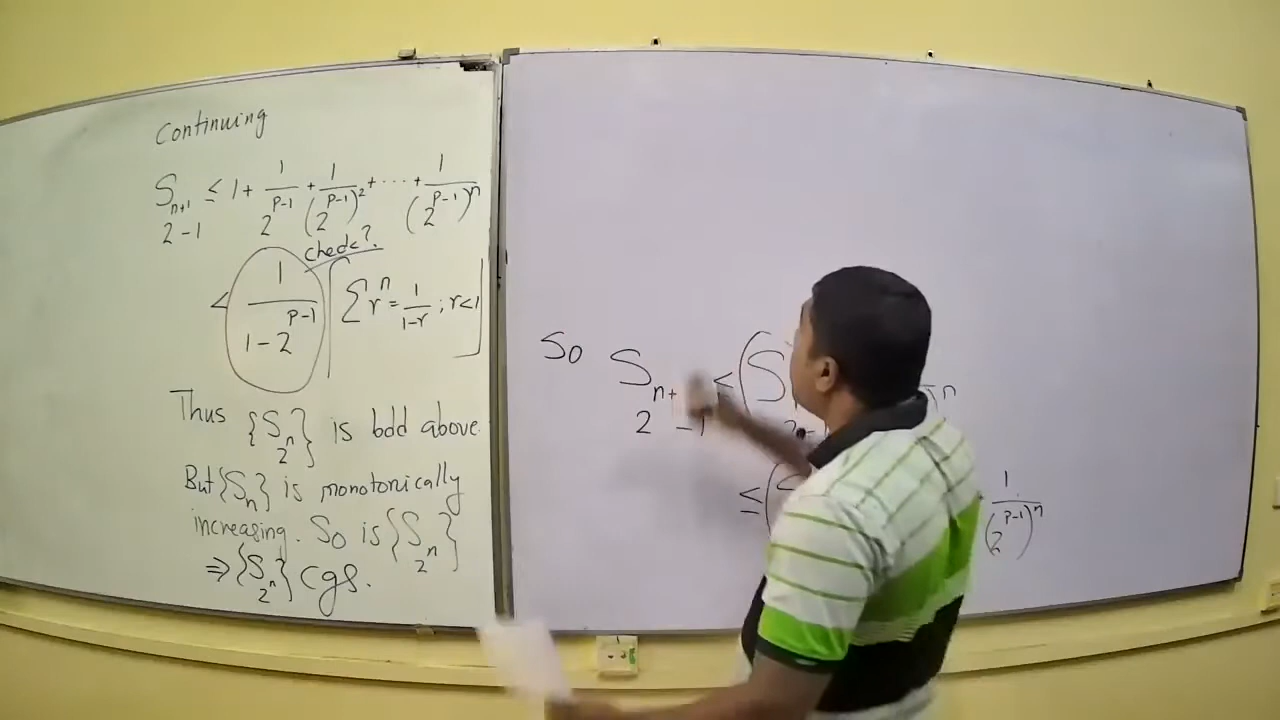 Continuing
S_{2^{n+1}-1} ≤ 1 + 1/2^{p-1} + 1/(2^{p-1})^2 + ··· + 1/(2^{p-1})^n
check?
< 1/(1-2^{p-1}) [ ∑ r^n = 1/(1-r) ; r<1 ]
Thus {S_{2^n}} is bdd above.
But {S_n} is monotonically
increasing. So is {S_{2^n}}
⇒ {S_{2^n}} cgs.
So S_{2^{n+}-1} < (S
≤ ( 1/(2^{p-1})^n